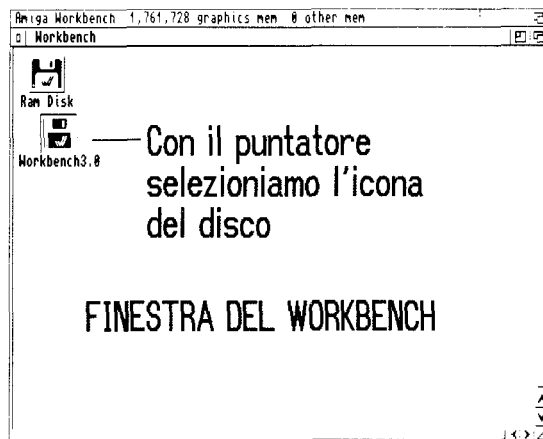 Amiga Workbench 1,761,728 graphics mem 0 other mem
Workbench
Ram Disk
Workbench3.0
Con il puntatore
selezioniamo l'icona
del disco
FINESTRA DEL WORKBENCH